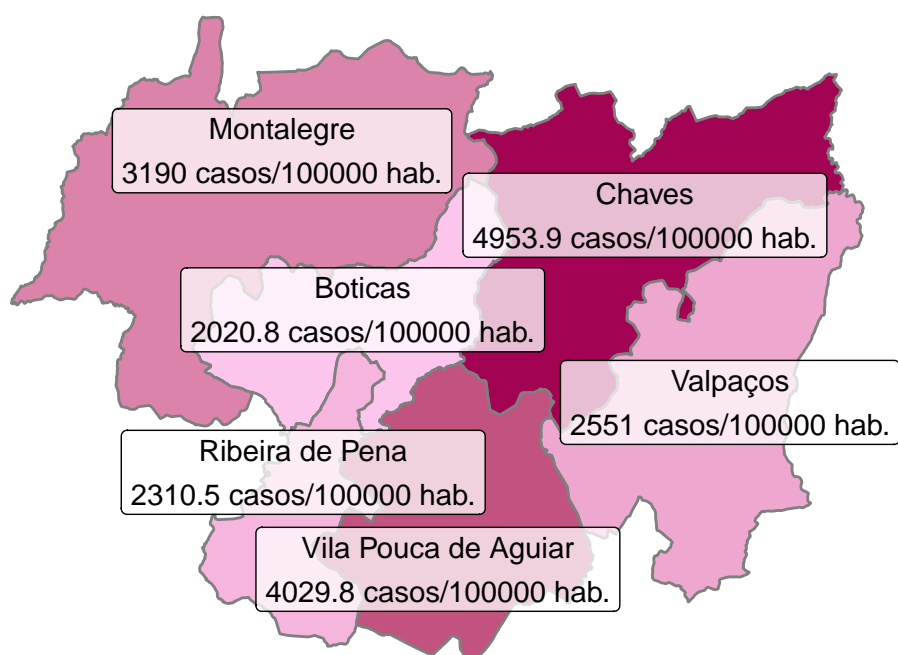 Montalegre
3190 casos/100000 hab.
Chaves
4953.9 casos/100000 hab.
Boticas
2020.8 casos/100000 hab.
Valpaços
2551 casos/100000 hab.
Ribeira de Pena
2310.5 casos/100000 hab.
Vila Pouca de Aguiar
4029.8 casos/100000 hab.